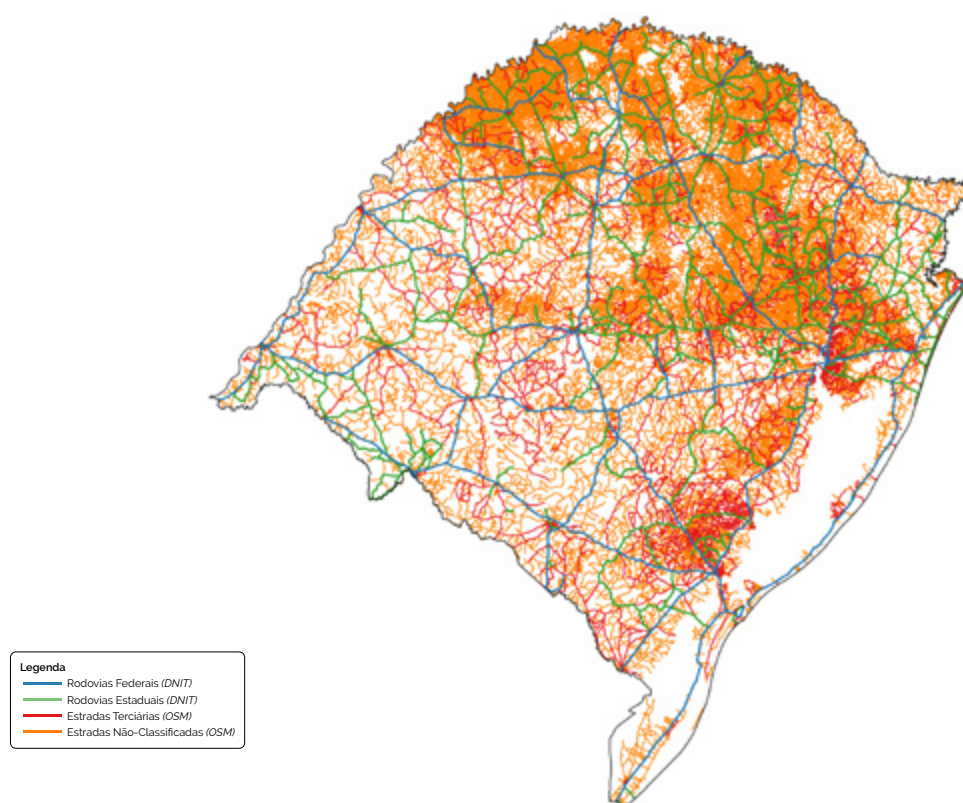 Legenda
Rodovias Federais (DNIT)
Rodovias Estaduais (DNIT)
Estradas Terciárias (OSM)
Estradas Não-Classificadas (OSM)